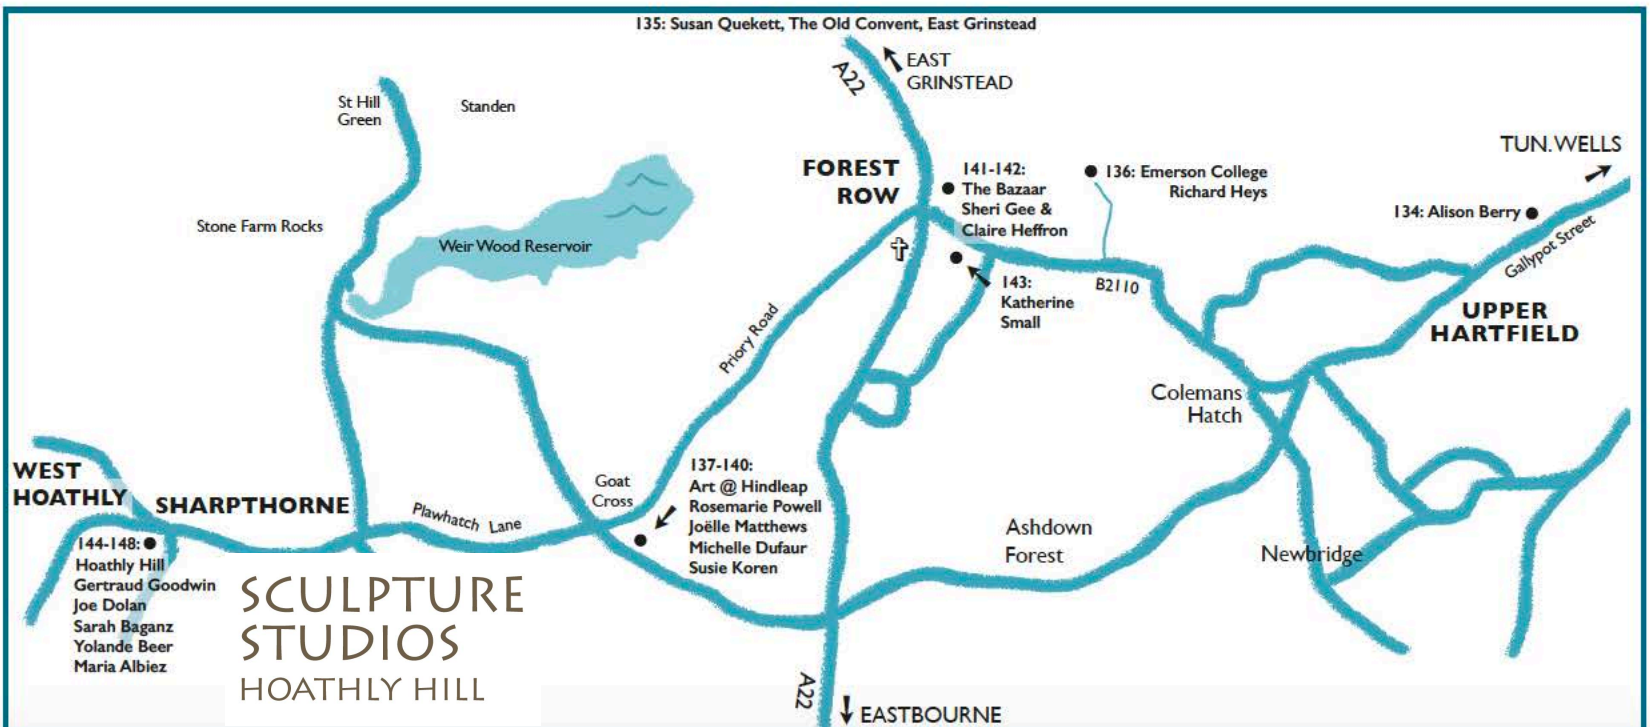 135: Susan Quekett, The Old Convent, East Grinstead
EAST
GRINSTEAD
A22
St Hill
Green
Standen
TUN.WELLS
FOREST
ROW
141-142:
The Bazaar
Sheri Gee &
Claire Heffron
136: Emerson College
Richard Heys
134: Alison Berry
Gallypot Street
Stone Farm Rocks
Weir Wood Reservoir
143:
Katherine
Small
B2110
UPPER
HARTFIELD
Priory Road
Colemans
Hatch
WEST
HOATHLY
SHARPTHORNE
Plawhatch Lane
Goat
Cross
137-140:
Art @ Hindleap
Rosemarie Powell
Joëlle Matthews
Michelle Dufaur
Susie Koren
Ashdown
Forest
Newbridge
144-148:
Hoathly Hill
Gertraud Goodwin
Joe Dolan
Sarah Baganz
Yolande Beer
Maria Albiez
SCULPTURE
STUDIOS
HOATHLY HILL
A22
EASTBOURNE